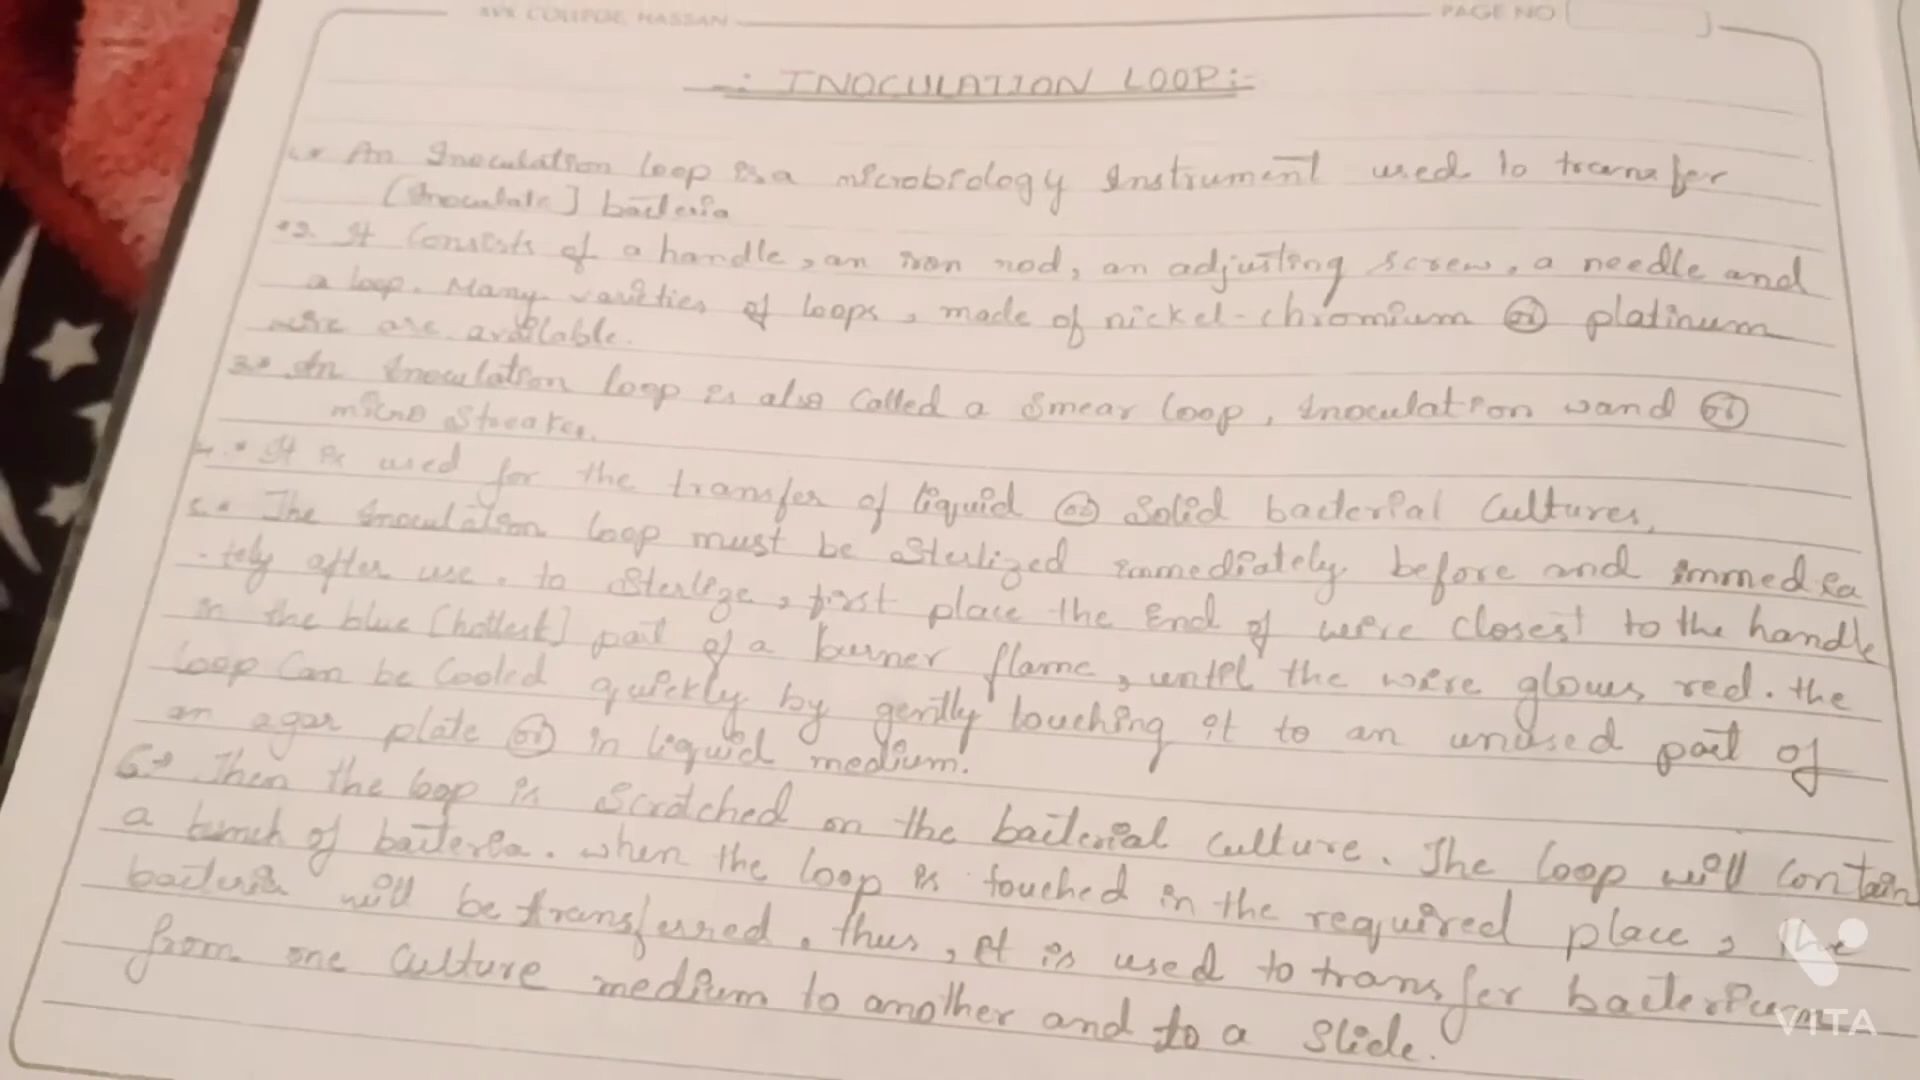 AVK COLLEGE, HASSAN PAGE NO
-: INOCULATION LOOP:-
1. An Inoculation loop is a microbiology Instrument used to transfer
[Inoculate] bacteria
2. It Consists of a handle, an iron rod, an adjusting screw, a needle and
a loop. Many varieties of loops, made of nickel-chromium or platinum
wire are available.
3. An Inoculation loop is also Called a Smear loop, Inoculation wand or
micro Streaker.
4. It is used for the transfer of liquid or Solid bacterial Cultures,
5. The Inoculation loop must be Sterlized immediately before and immedia
-tely after use. to Sterlize, first place the End of were closest to the handle
in the blue [hottest] part of a burner flame, until the were glows red. the
loop Can be Cooled quickly by gently touching it to an unused part of
an agar plate or in liquid medium.
6. Then the loop is Scratched on the bacterial Culture. The loop will contain
a bunch of bacteria. when the loop is touched in the required place, the
bacteria will be transferred. thus, it is used to transfer bacterium
from one Culture medium to another and to a Slide.
VITA